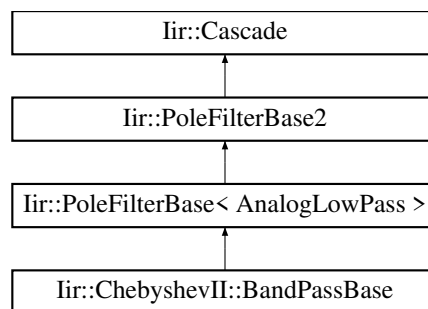 Iir::Cascade
Iir::PoleFilterBase2
Iir::PoleFilterBase< AnalogLowPass >
Iir::ChebyshevII::BandPassBase